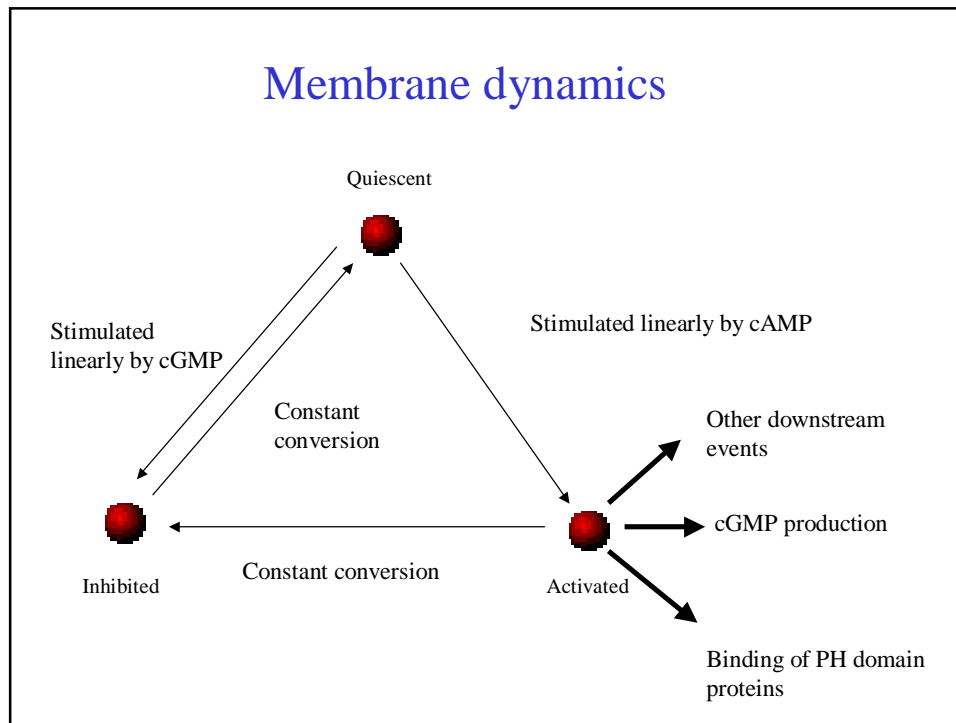 Membrane dynamics
Quiescent
Stimulated
linearly by cGMP
Stimulated linearly by cAMP
Constant
conversion
Other downstream
events
cGMP production
Inhibited
Constant conversion
Activated
Binding of PH domain
proteins